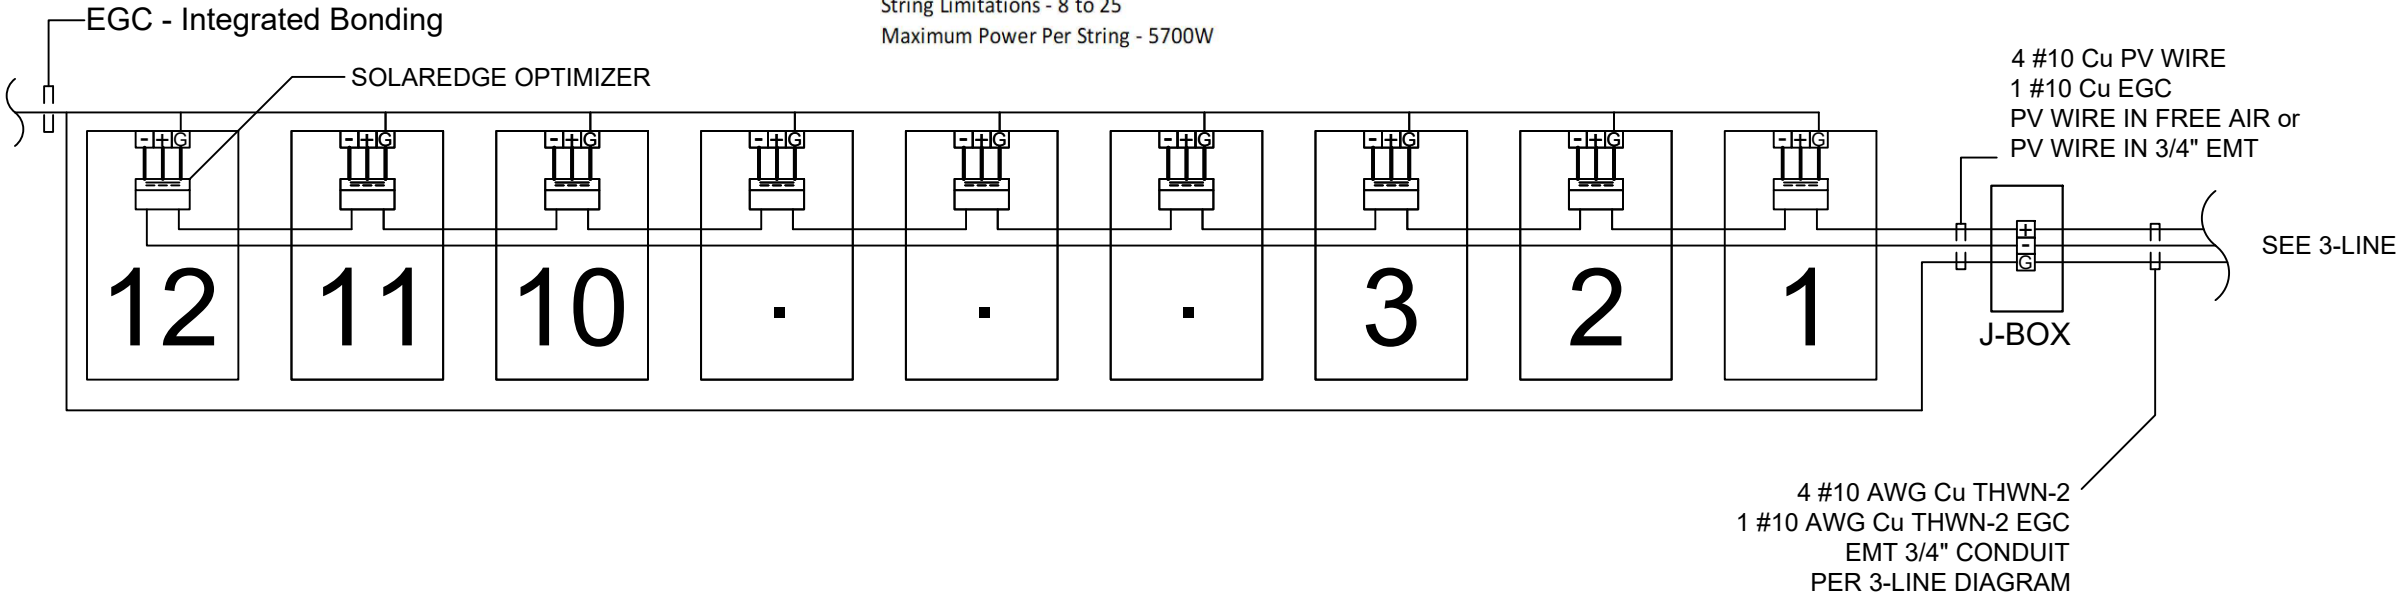 String Limitations - 8 to 25
Maximum Power Per String - 5700W
EGC - Integrated Bonding
SOLAREDGE OPTIMIZER
4 #10 Cu PV WIRE
1 #10 Cu EGC
PV WIRE IN FREE AIR or
PV WIRE IN 3/4" EMT
- + G - + G - + G - + G - + G - + G - + G - + G - + G
+
-
G
SEE 3-LINE
12 11 10 . . . 3 2 1
J-BOX
4 #10 AWG Cu THWN-2
1 #10 AWG Cu THWN-2 EGC
EMT 3/4" CONDUIT
PER 3-LINE DIAGRAM